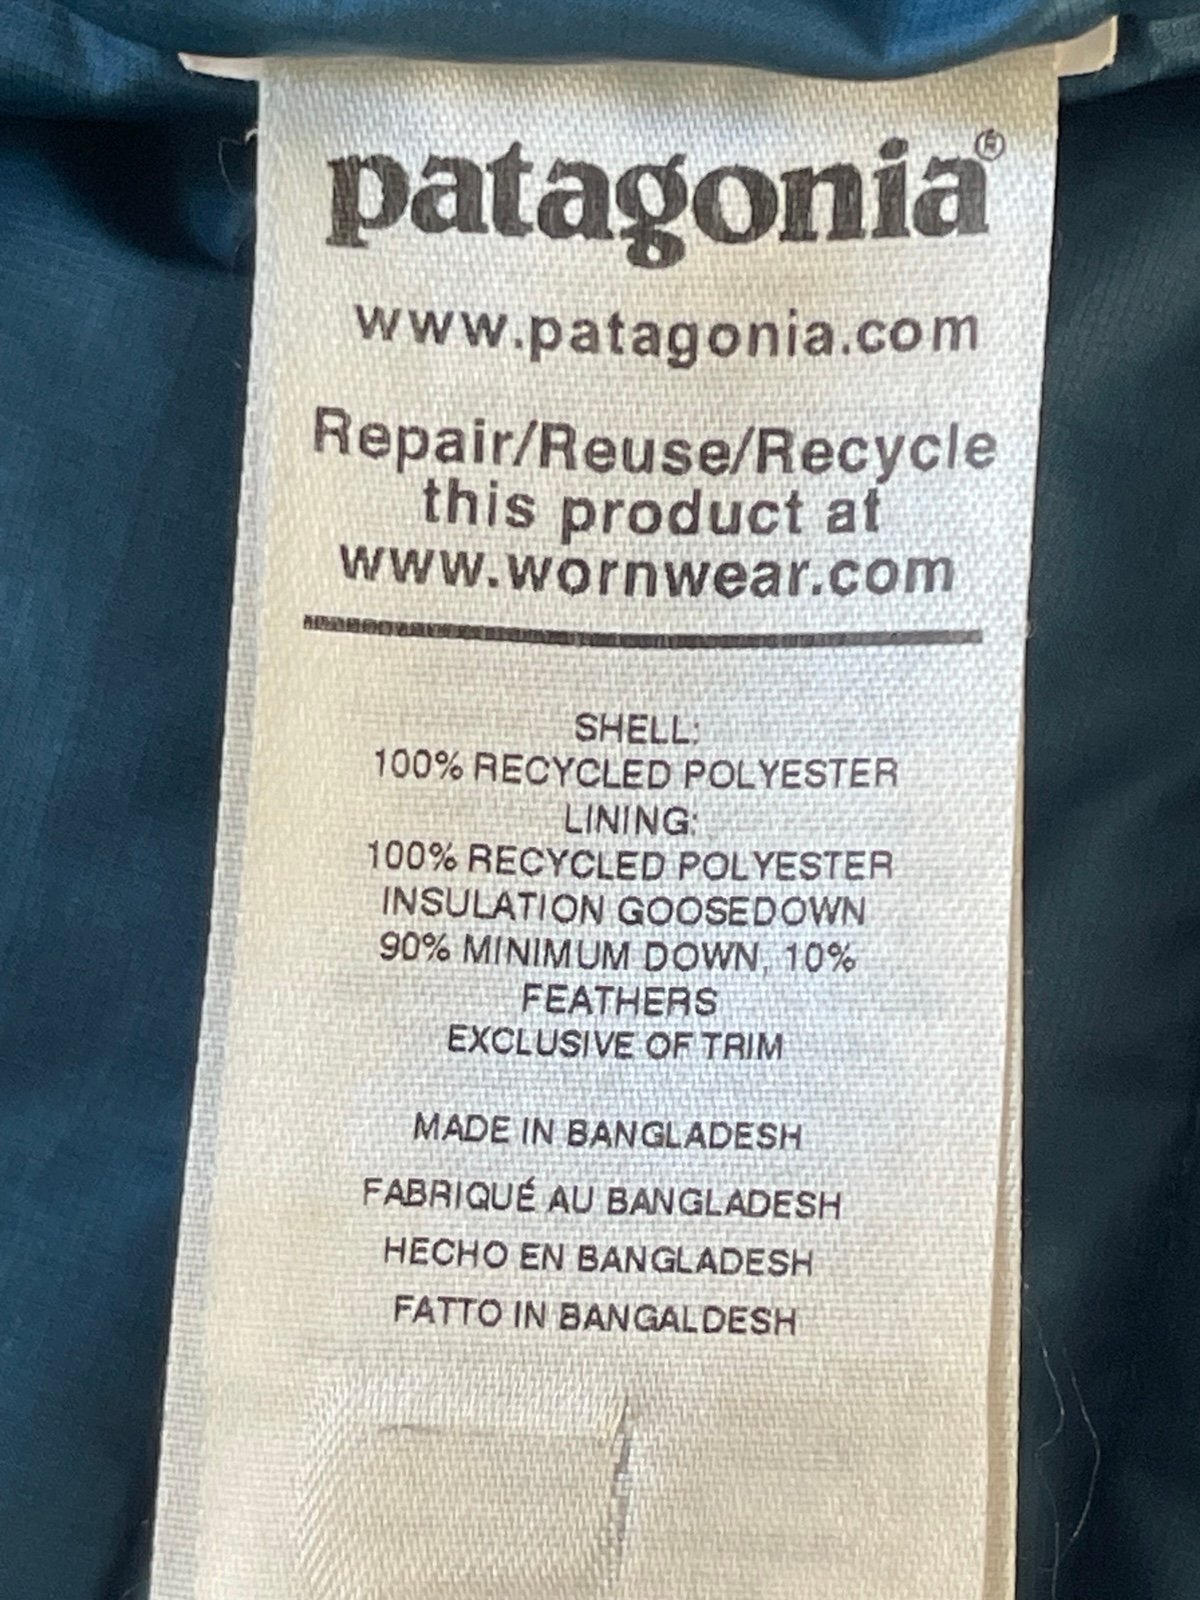 patagonia®
www.patagonia.com
Repair/Reuse/Recycle
this product at
www.wornwear.com
SHELL:
100% RECYCLED POLYESTER
LINING:
100% RECYCLED POLYESTER
INSULATION GOOSEDOWN
90% MINIMUM DOWN, 10%
FEATHERS
EXCLUSIVE OF TRIM
MADE IN BANGLADESH
FABRIQUÉ AU BANGLADESH
HECHO EN BANGLADESH
FATTO IN BANGALDESH